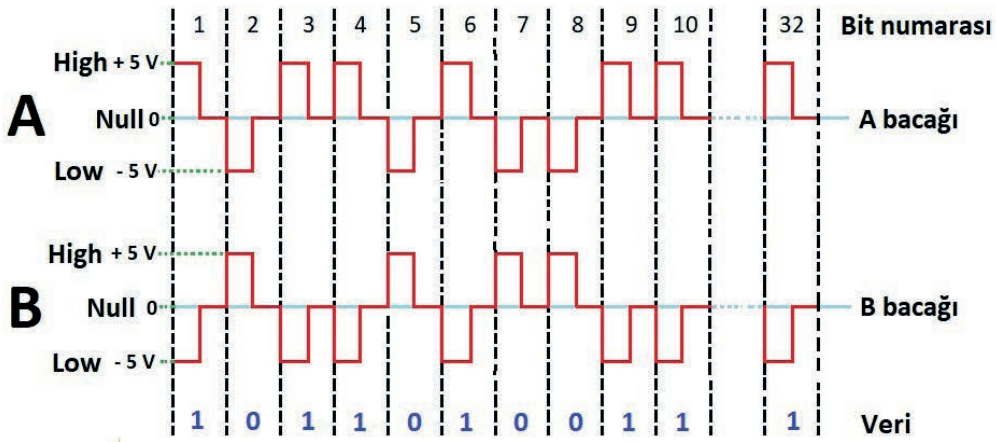 1 2 3 4 5 6 7 8 9 10 32 Bit numarası
High + 5 V
A Null 0 A bacağı
Low - 5 V
High + 5 V
B Null 0 B bacağı
Low - 5 V
1 0 1 1 0 1 0 0 1 1 1 Veri